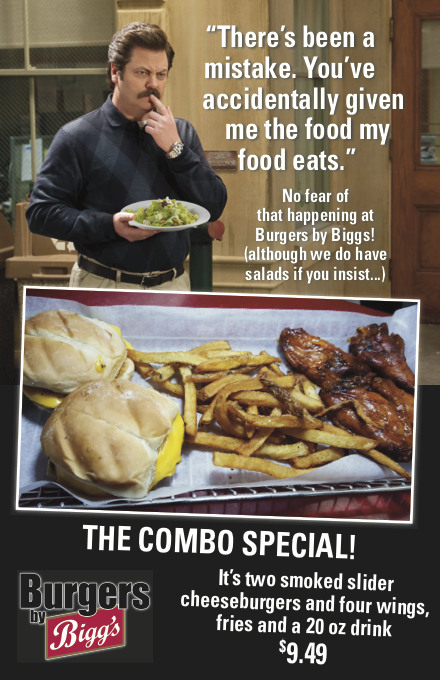 “There’s been a
mistake. You’ve
accidentally given
me the food my
food eats.”
No fear of
that happening at
Burgers by Biggs!
(although we do have
salads if you insist...)
THE COMBO SPECIAL!
It’s two smoked slider
cheeseburgers and four wings,
fries and a 20 oz drink
$9.49
Burgers
by
Bigg’s